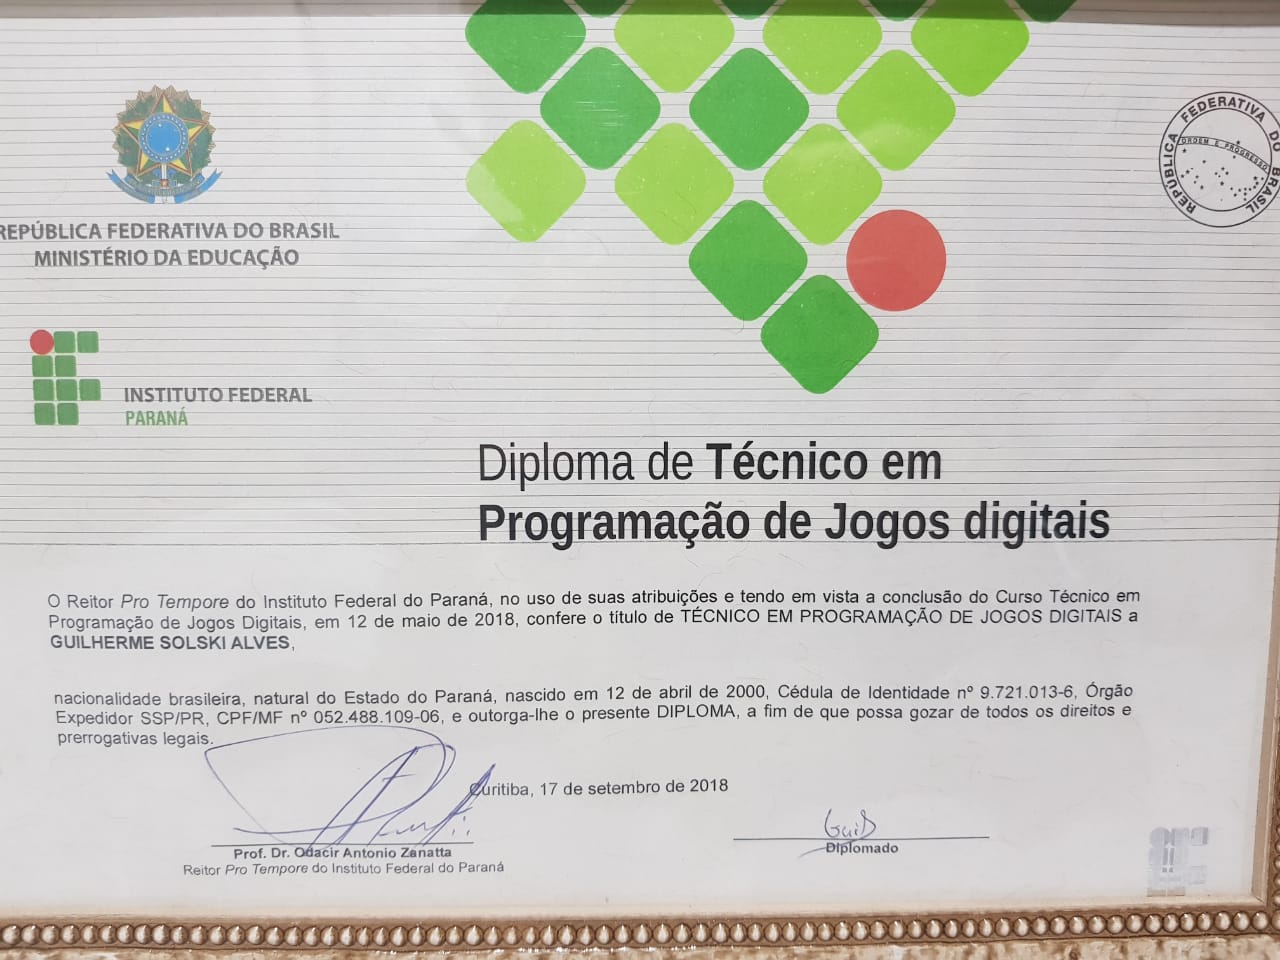 REPÚBLICA FEDERATIVA DO BRASIL
ORDEM E PROGRESSO
REPÚBLICA FEDERATIVA DO BRASIL
MINISTÉRIO DA EDUCAÇÃO
INSTITUTO FEDERAL
PARANÁ
Diploma de Técnico em
Programação de Jogos digitais
O Reitor Pro Tempore do Instituto Federal do Paraná, no uso de suas atribuições e tendo em vista a conclusão do Curso Técnico em
Programação de Jogos Digitais, em 12 de maio de 2018, confere o título de TÉCNICO EM PROGRAMAÇÃO DE JOGOS DIGITAIS a
GUILHERME SOLSKI ALVES,
nacionalidade brasileira, natural do Estado do Paraná, nascido em 12 de abril de 2000, Cédula de Identidade nº 9.721.013-6, Órgão
Expedidor SSP/PR, CPF/MF nº 052.488.109-06, e outorga-lhe o presente DIPLOMA, a fim de que possa gozar de todos os direitos e
prerrogativas legais.
Curitiba, 17 de setembro de 2018
Prof. Dr. Odacir Antonio Zanatta
Reitor Pro Tempore do Instituto Federal do Paraná
Diplomado